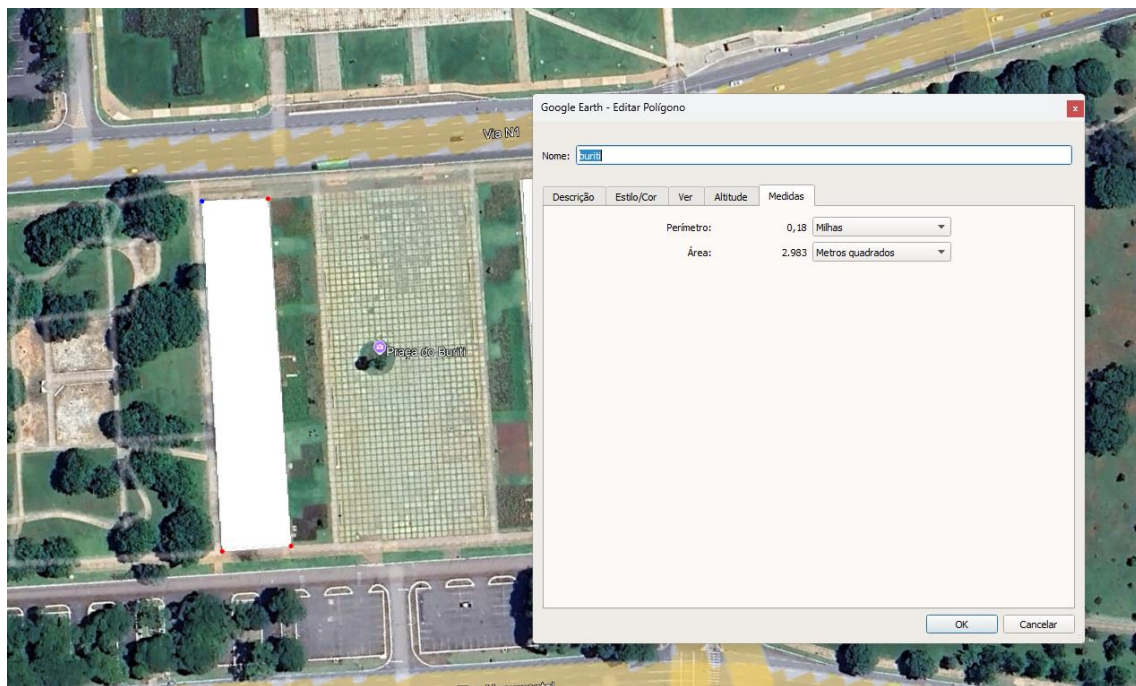 Via N1
Praça do Buriti
Google Earth - Editar Polígono
x
Nome: buriti
Descrição Estilo/Cor Ver Altitude Medidas
Perímetro: 0,18 Milhas
Área: 2.983 Metros quadrados
OK Cancelar